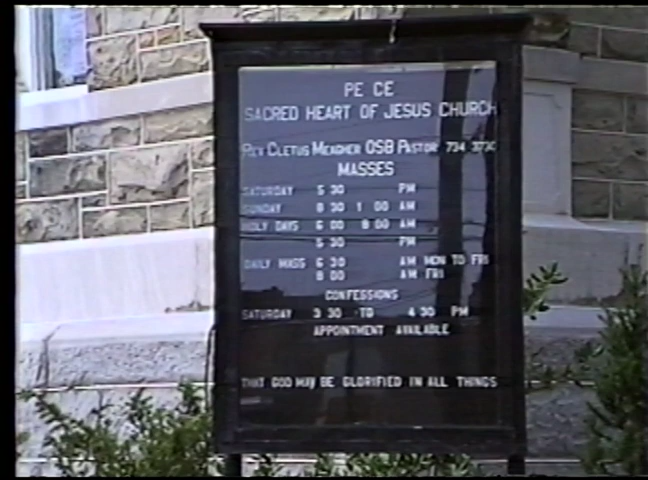 PE CE
SACRED HEART OF JESUS CHURCH
REV CLETUS MEAGHER OSB PASTOR 734 3730
MASSES
SATURDAY 5 30 PM
SUNDAY 8 30 1 00 AM
HOLY DAYS 6 00 8 00 AM
5 30 PM
DAILY MASS 6 30 AM MON TO FRI
8 00 AM FRI
CONFESSIONS
SATURDAY 3 30 TO 4 30 PM
APPOINTMENT AVAILABLE
THAT GOD MAY BE GLORIFIED IN ALL THINGS